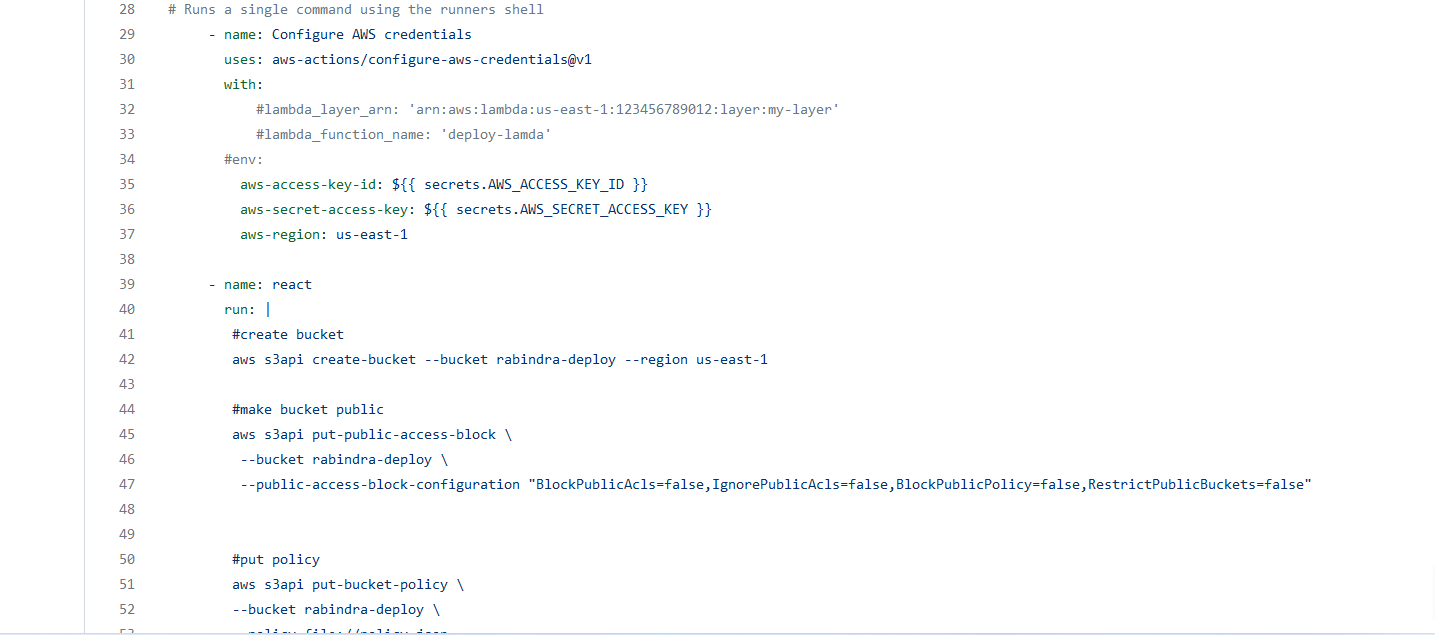 28 # Runs a single command using the runners shell
29 - name: Configure AWS credentials
30 uses: aws-actions/configure-aws-credentials@v1
31 with:
32 #lambda_layer_arn: 'arn:aws:lambda:us-east-1:123456789012:layer:my-layer'
33 #lambda_function_name: 'deploy-lamda'
34 #env:
35 aws-access-key-id: ${{ secrets.AWS_ACCESS_KEY_ID }}
36 aws-secret-access-key: ${{ secrets.AWS_SECRET_ACCESS_KEY }}
37 aws-region: us-east-1
38
39 - name: react
40 run: |
41 #create bucket
42 aws s3api create-bucket --bucket rabindra-deploy --region us-east-1
43
44 #make bucket public
45 aws s3api put-public-access-block \
46 --bucket rabindra-deploy \
47 --public-access-block-configuration "BlockPublicAcls=false,IgnorePublicAcls=false,BlockPublicPolicy=false,RestrictPublicBuckets=false"
48
49
50 #put policy
51 aws s3api put-bucket-policy \
52 --bucket rabindra-deploy \